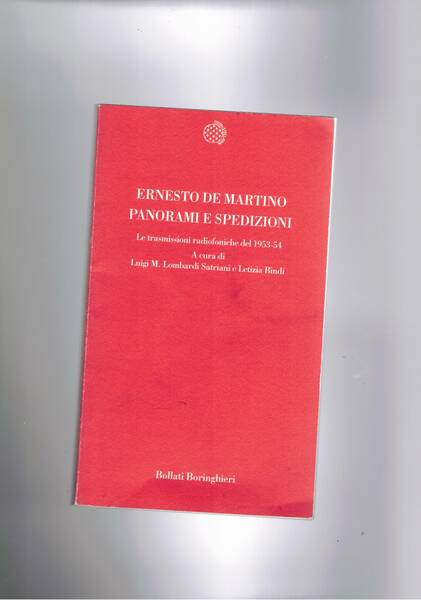 ERNESTO DE MARTINO
PANORAMI E SPEDIZIONI
Le trasmissioni radiofoniche del 1953-54
A cura di
Luigi M. Lombardi Satriani e Letizia Bindi
Bollati Boringhieri